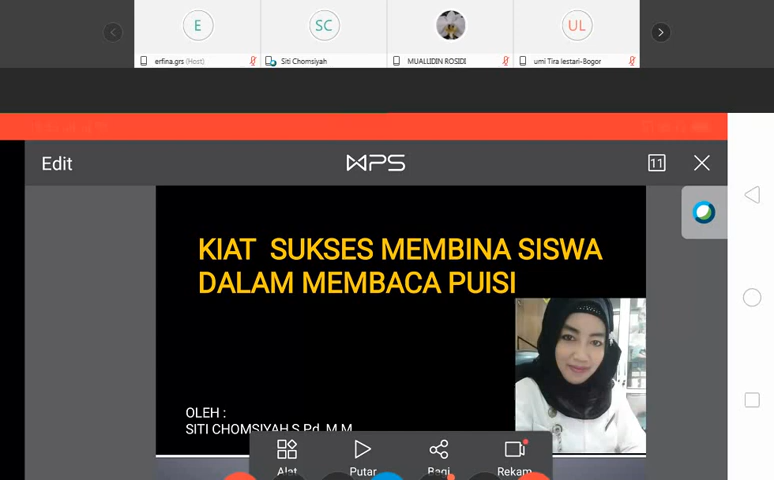 E
SC
UL
erfina.grs (Host)
Siti Chomsiyah
MUALLIDIN ROSIDI
umi Tira lestari-Bogor
Edit
WPS
11
KIAT SUKSES MEMBINA SISWA
DALAM MEMBACA PUISI
OLEH :
SITI CHOMSIYAH,S.Pd.,M.M
Alat
Putar
Bagi
Rekam